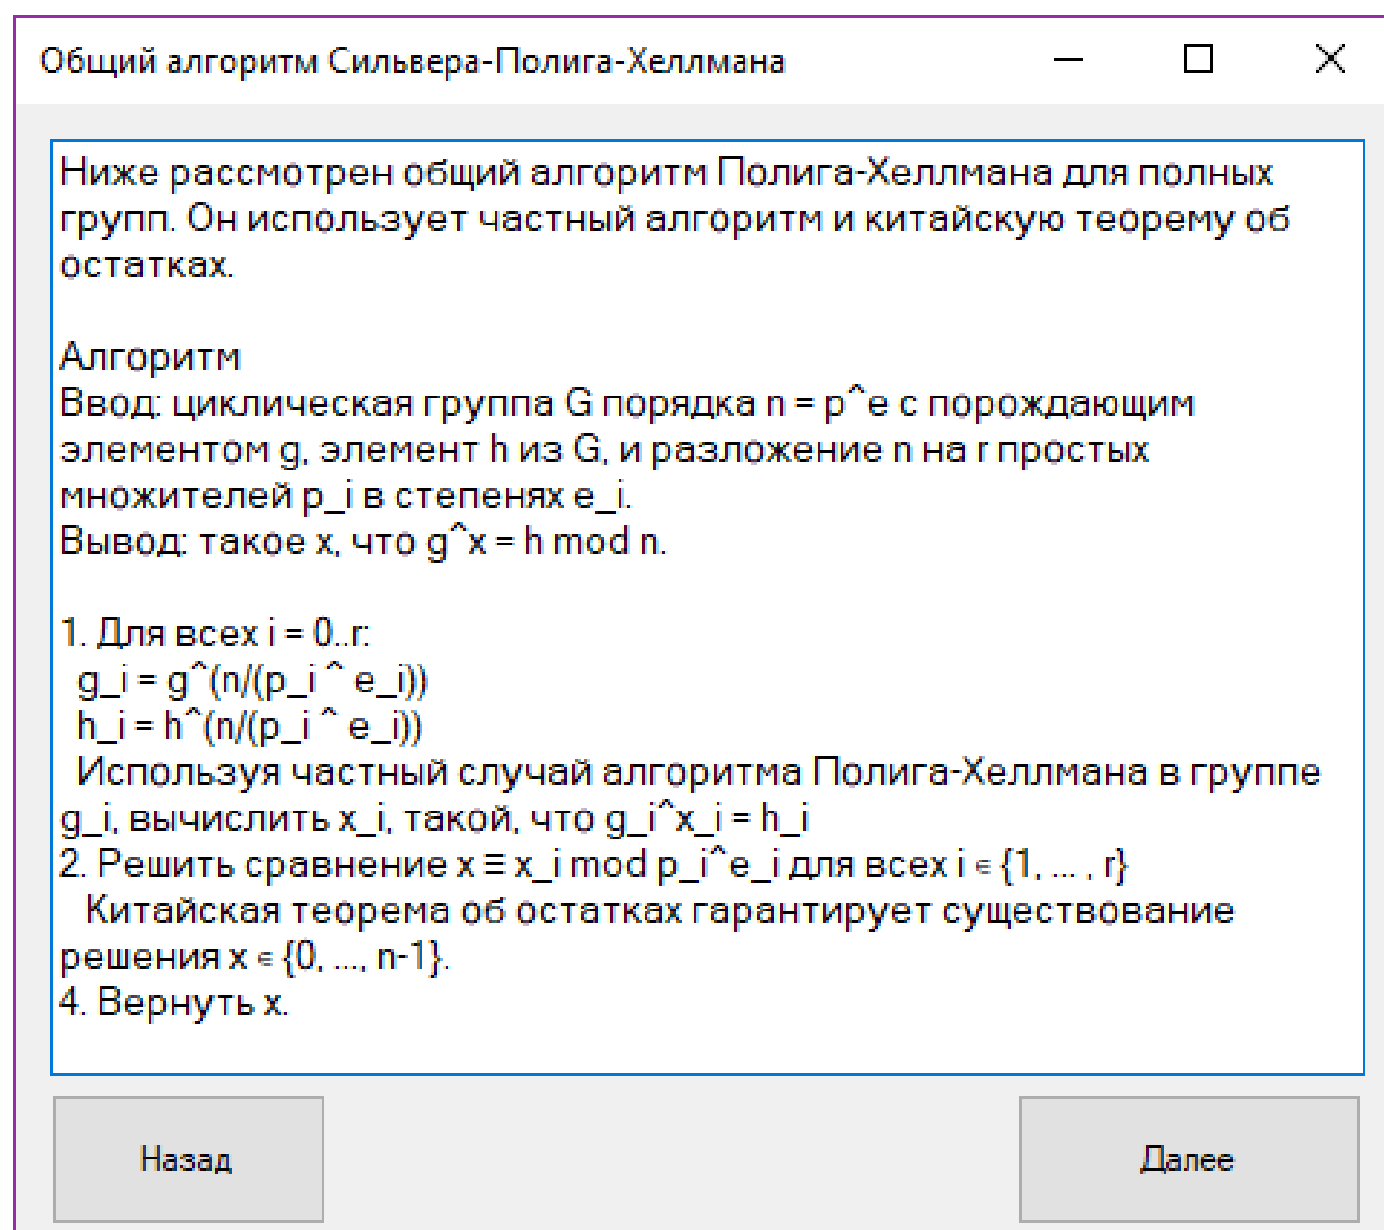 Общий алгоритм Сильвера-Полига-Хеллмана
Ниже рассмотрен общий алгоритм Полига-Хеллмана для полных
групп. Он использует частный алгоритм и китайскую теорему об
остатках.
Алгоритм
Ввод: циклическая группа G порядка n = p^e с порождающим
элементом g, элемент h из G, и разложение n на r простых
множителей p_i в степенях e_i.
Вывод: такое x, что g^x = h mod n.
1. Для всех i = 0..r:
g_i = g^(n/(p_i ^ e_i))
h_i = h^(n/(p_i ^ e_i))
Используя частный случай алгоритма Полига-Хеллмана в группе
g_i, вычислить x_i, такой, что g_i^x_i = h_i
2. Решить сравнение x ≡ x_i mod p_i^e_i для всех i ∊ {1, ... , r}
Китайская теорема об остатках гарантирует существование
решения x ∊ {0, ..., n-1}.
4. Вернуть x.
Назад
Далее